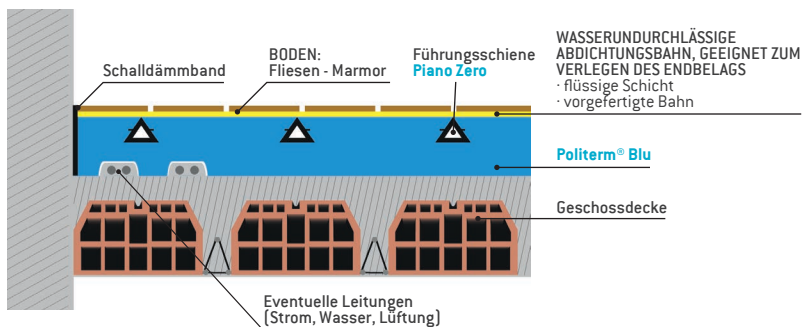 Schalldämmband
BODEN:
Fliesen - Marmor
Führungsschiene
Piano Zero
WASSERUNDURCHLÄSSIGE
ABDICHTUNGSBAHN, GEEIGNET ZUM
VERLEGEN DES ENDBELAGS
· flüssige Schicht
· vorgefertigte Bahn
Politerm® Blu
Geschossdecke
Eventuelle Leitungen
(Strom, Wasser, Lüftung)